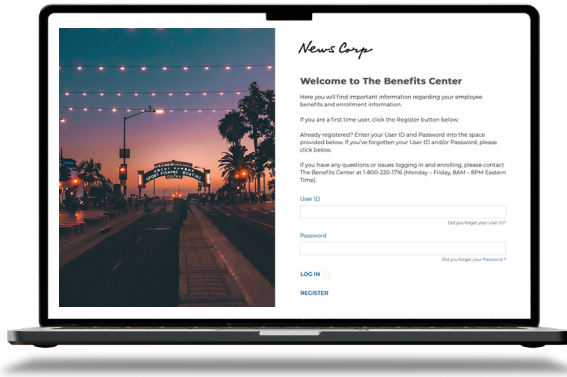 News Corp
Welcome to The Benefits Center
Here you will find important information regarding your employee
benefits and enrollment information.
If you are a first time user, click the Register button below.
Already registered? Enter your User ID and Password into the space
provided below. If you've forgotten your User ID and/or Password, please
click below.
If you have any questions or issues logging in and enrolling, please contact
The Benefits Center at 1-800-220-1716 (Monday – Friday, 8AM – 8PM Eastern
Time).
User ID
Did you forget your User ID?
Password
Did you forget your Password ?
LOG IN
REGISTER
SPORT FISHING BOATING